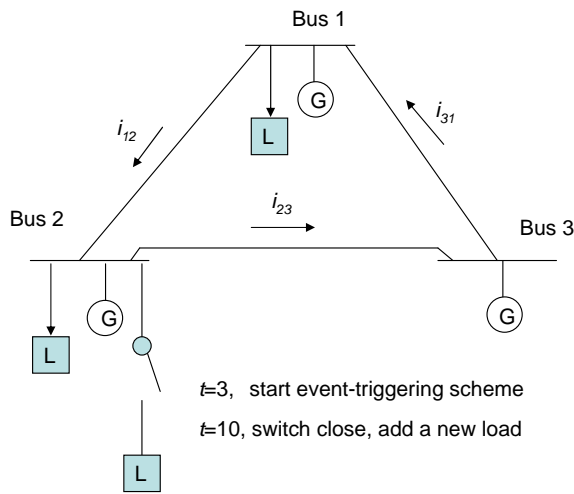 Bus 1
G
L
i12
i31
Bus 2
i23
Bus 3
G
G
L
t=3, start event-triggering scheme
t=10, switch close, add a new load
L